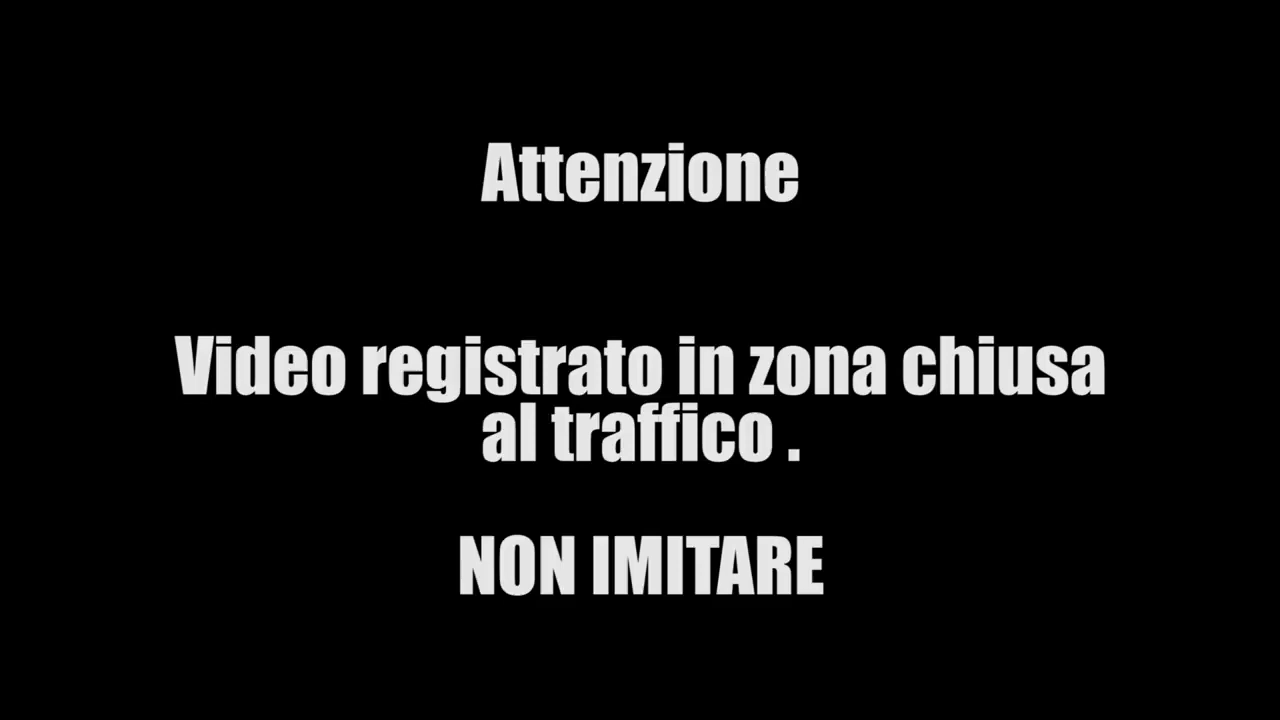 Attenzione
Video registrato in zona chiusa
al traffico .
NON IMITARE